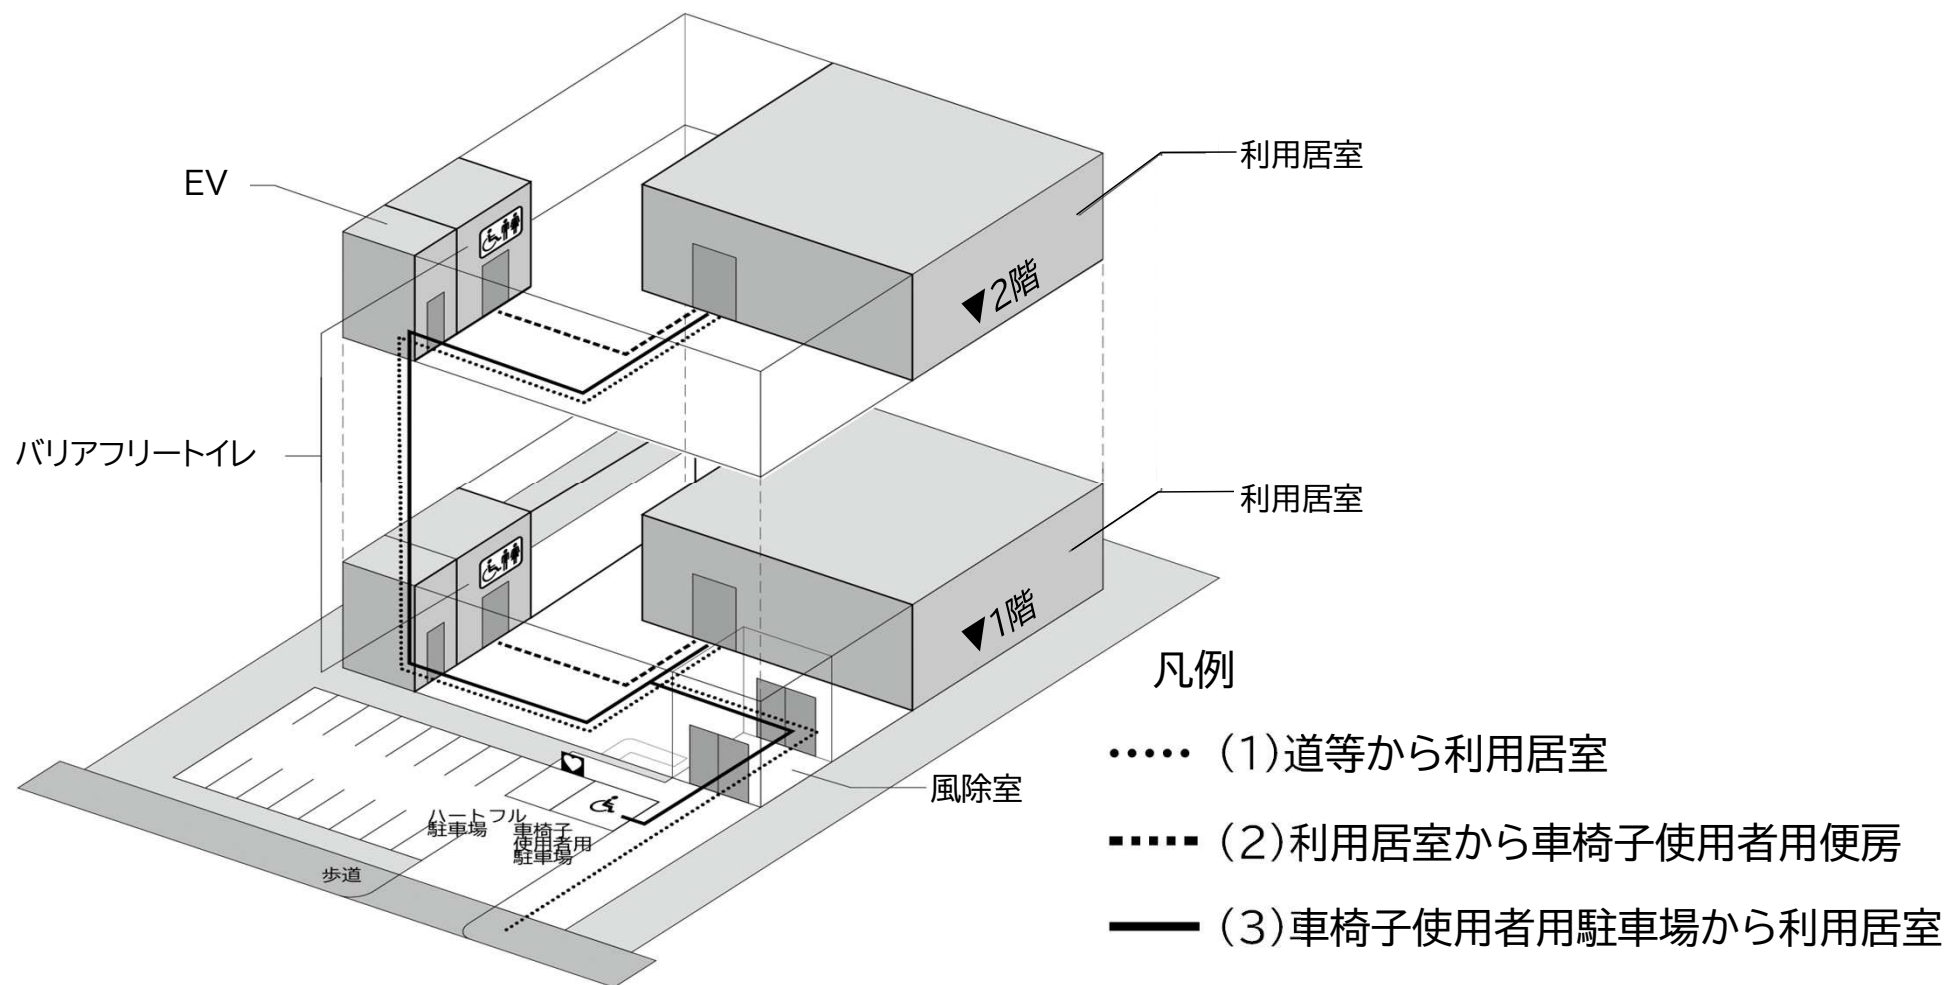 EV
利用居室
▼2階
バリアフリートイレ
利用居室
▼1階
風除室
ハートフル
駐車場
車椅子
使用者用
駐車場
歩道
凡例
(1)道等から利用居室
(2)利用居室から車椅子使用者用便房
(3)車椅子使用者用駐車場から利用居室